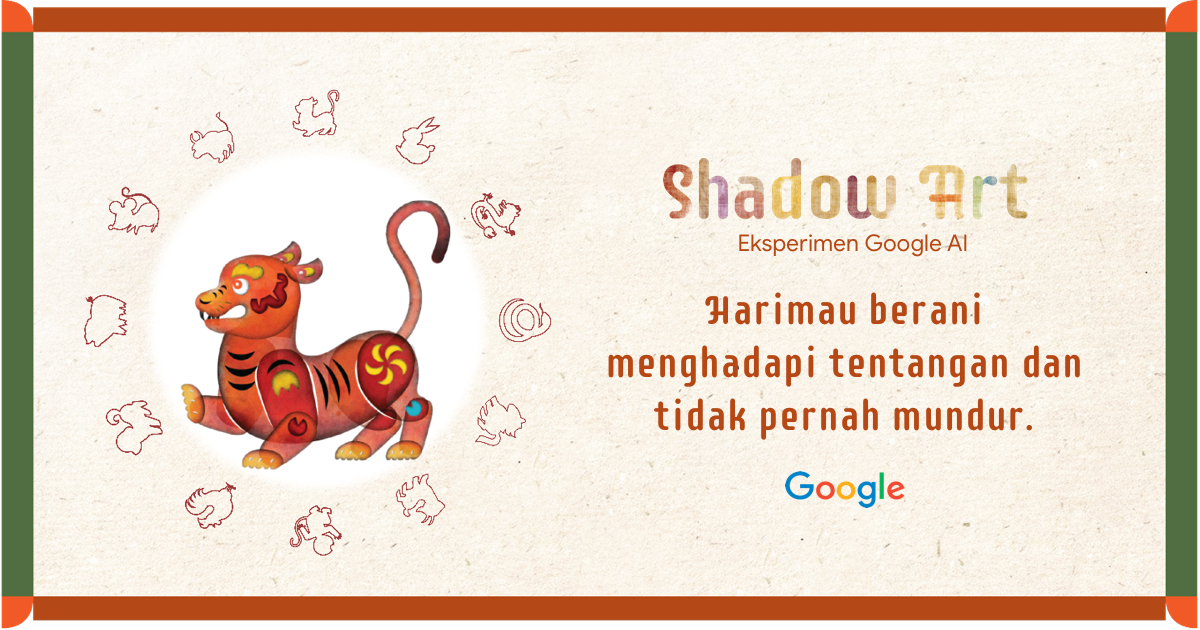 Shadow Art
Eksperimen Google AI
Harimau berani
menghadapi tentangan dan
tidak pernah mundur.
Google